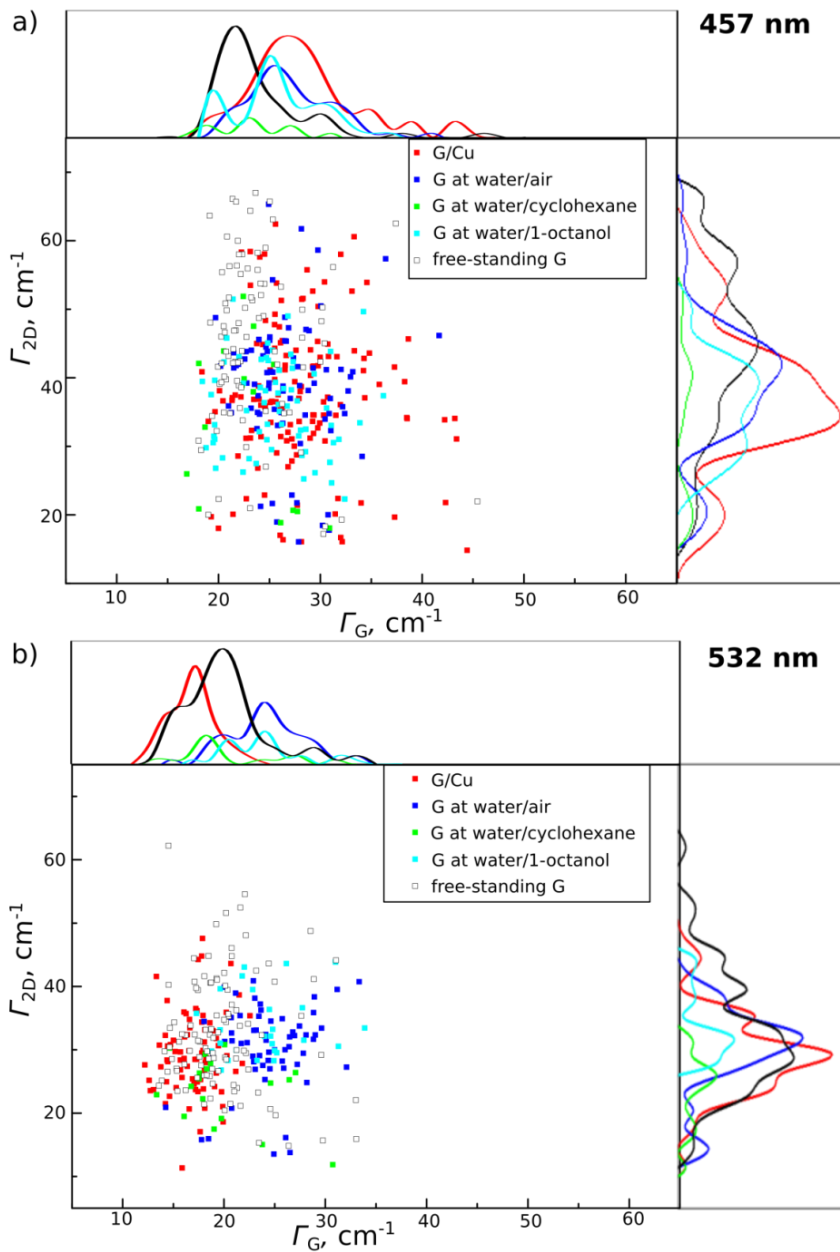 a)
457 nm
G/Cu
G at water/air
G at water/cyclohexane
G at water/1-octanol
free-standing G
60
40
20
Γ2D, cm-1
10 20 30 40 50 60
ΓG, cm-1
b)
532 nm
G/Cu
G at water/air
G at water/cyclohexane
G at water/1-octanol
free-standing G
60
40
20
Γ2D, cm-1
10 20 30 40 50 60
ΓG, cm-1